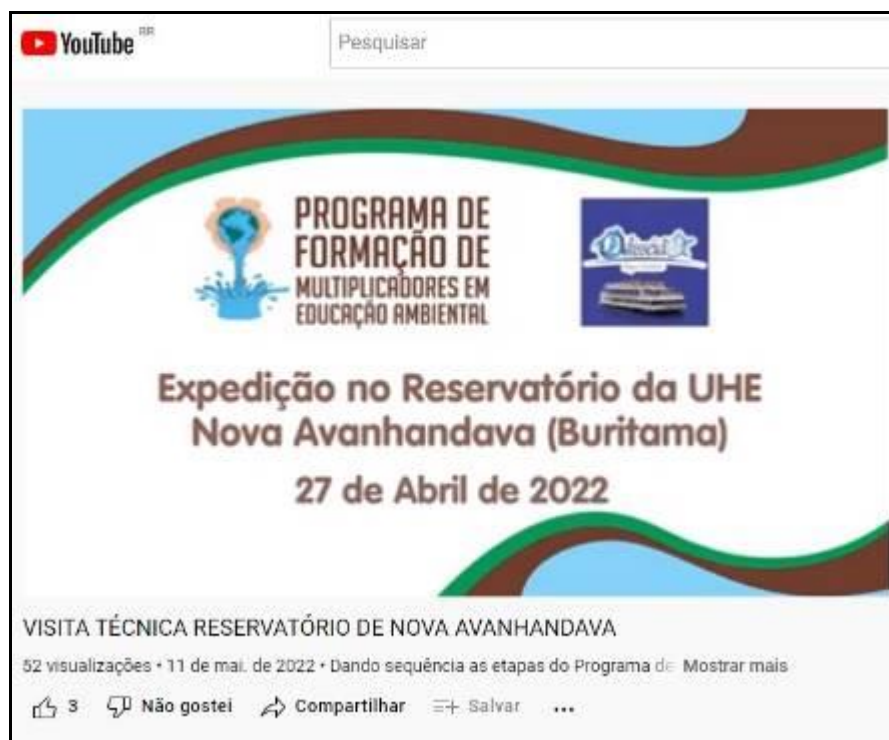 YouTube BR
Pesquisar
PROGRAMA DE
FORMAÇÃO DE
MULTIPLICADORES EM
EDUCAÇÃO AMBIENTAL
Expedição no Reservatório da UHE
Nova Avanhandava (Buritama)
27 de Abril de 2022
VISITA TÉCNICA RESERVATÓRIO DE NOVA AVANHANDAVA
52 visualizações • 11 de mai. de 2022 • Dando sequência as etapas do Programa de Mostrar mais
3 Não gostei Compartilhar Salvar ...